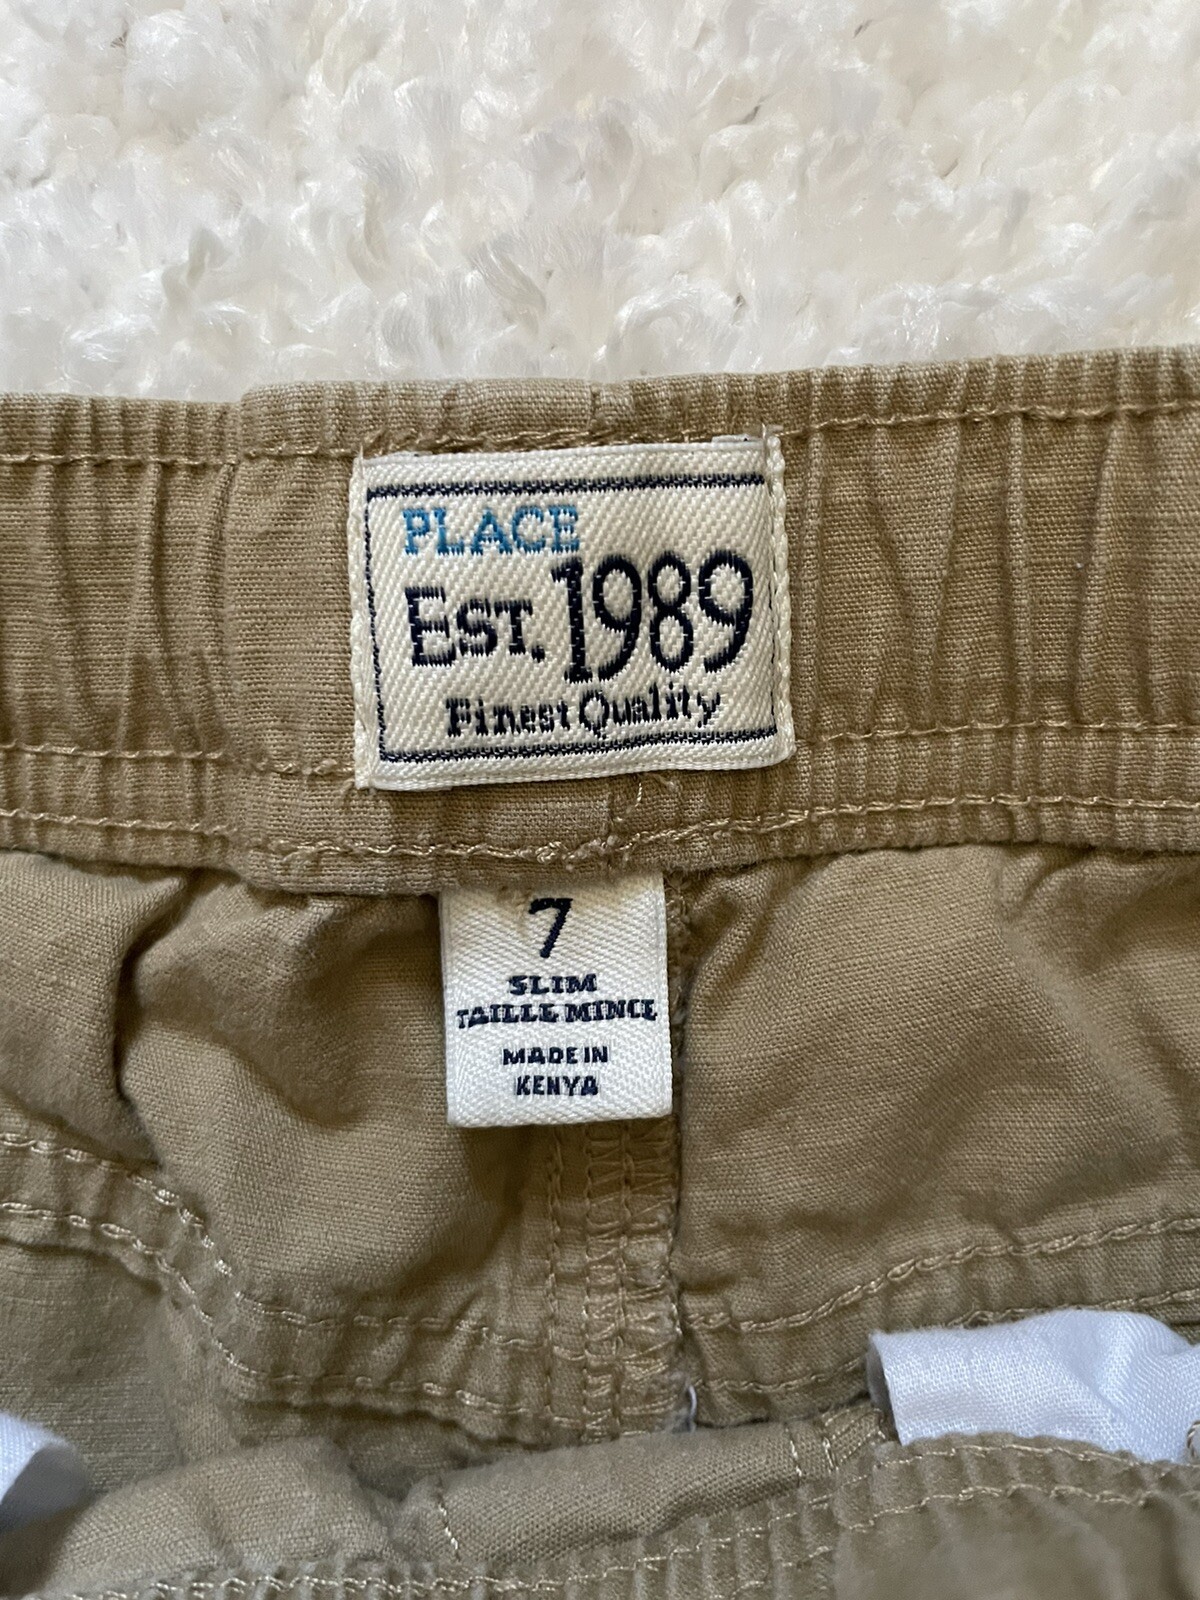 PLACE
EST. 1989
Finest Quality
7
SLIM
TAILLE MINCE
MADE IN
KENYA